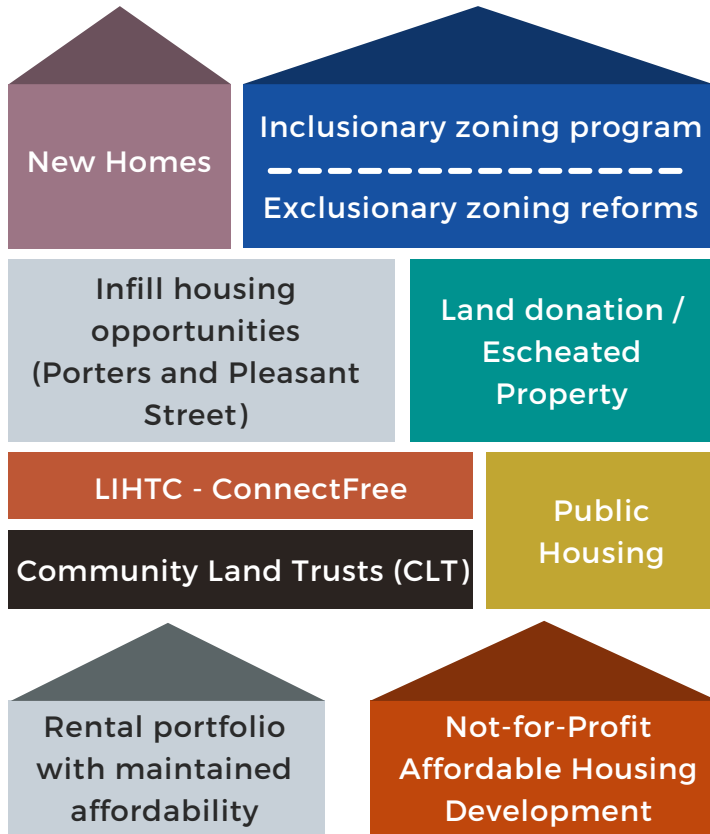 New Homes
Inclusionary zoning program
Exclusionary zoning reforms
Infill housing
opportunities
(Porters and Pleasant
Street)
Land donation /
Escheated
Property
LIHTC - ConnectFree
Community Land Trusts (CLT)
Public
Housing
Rental portfolio
with maintained
affordability
Not-for-Profit
Affordable Housing
Development